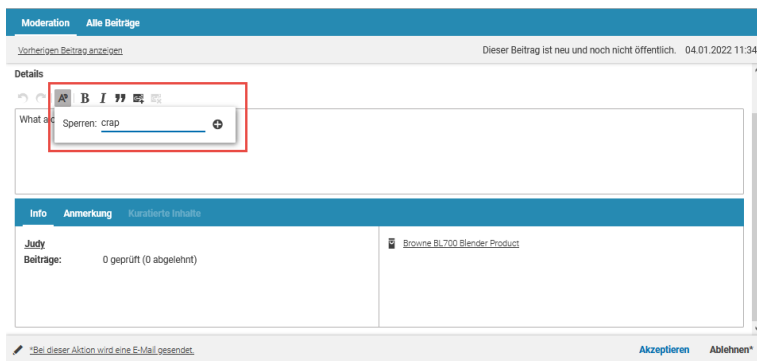 Moderation Alle Beiträge
Vorherigen Beitrag anzeigen Dieser Beitrag ist neu und noch nicht öffentlich. 04.01.2022 11:34
Details
B I
What a
Sperren: crap
Info Anmerkung Kuratierte Inhalte
Judy Browne BL700 Blender Product
Beiträge: 0 geprüft (0 abgelehnt)
*Bei dieser Aktion wird eine E-Mail gesendet. Akzeptieren Ablehnen*